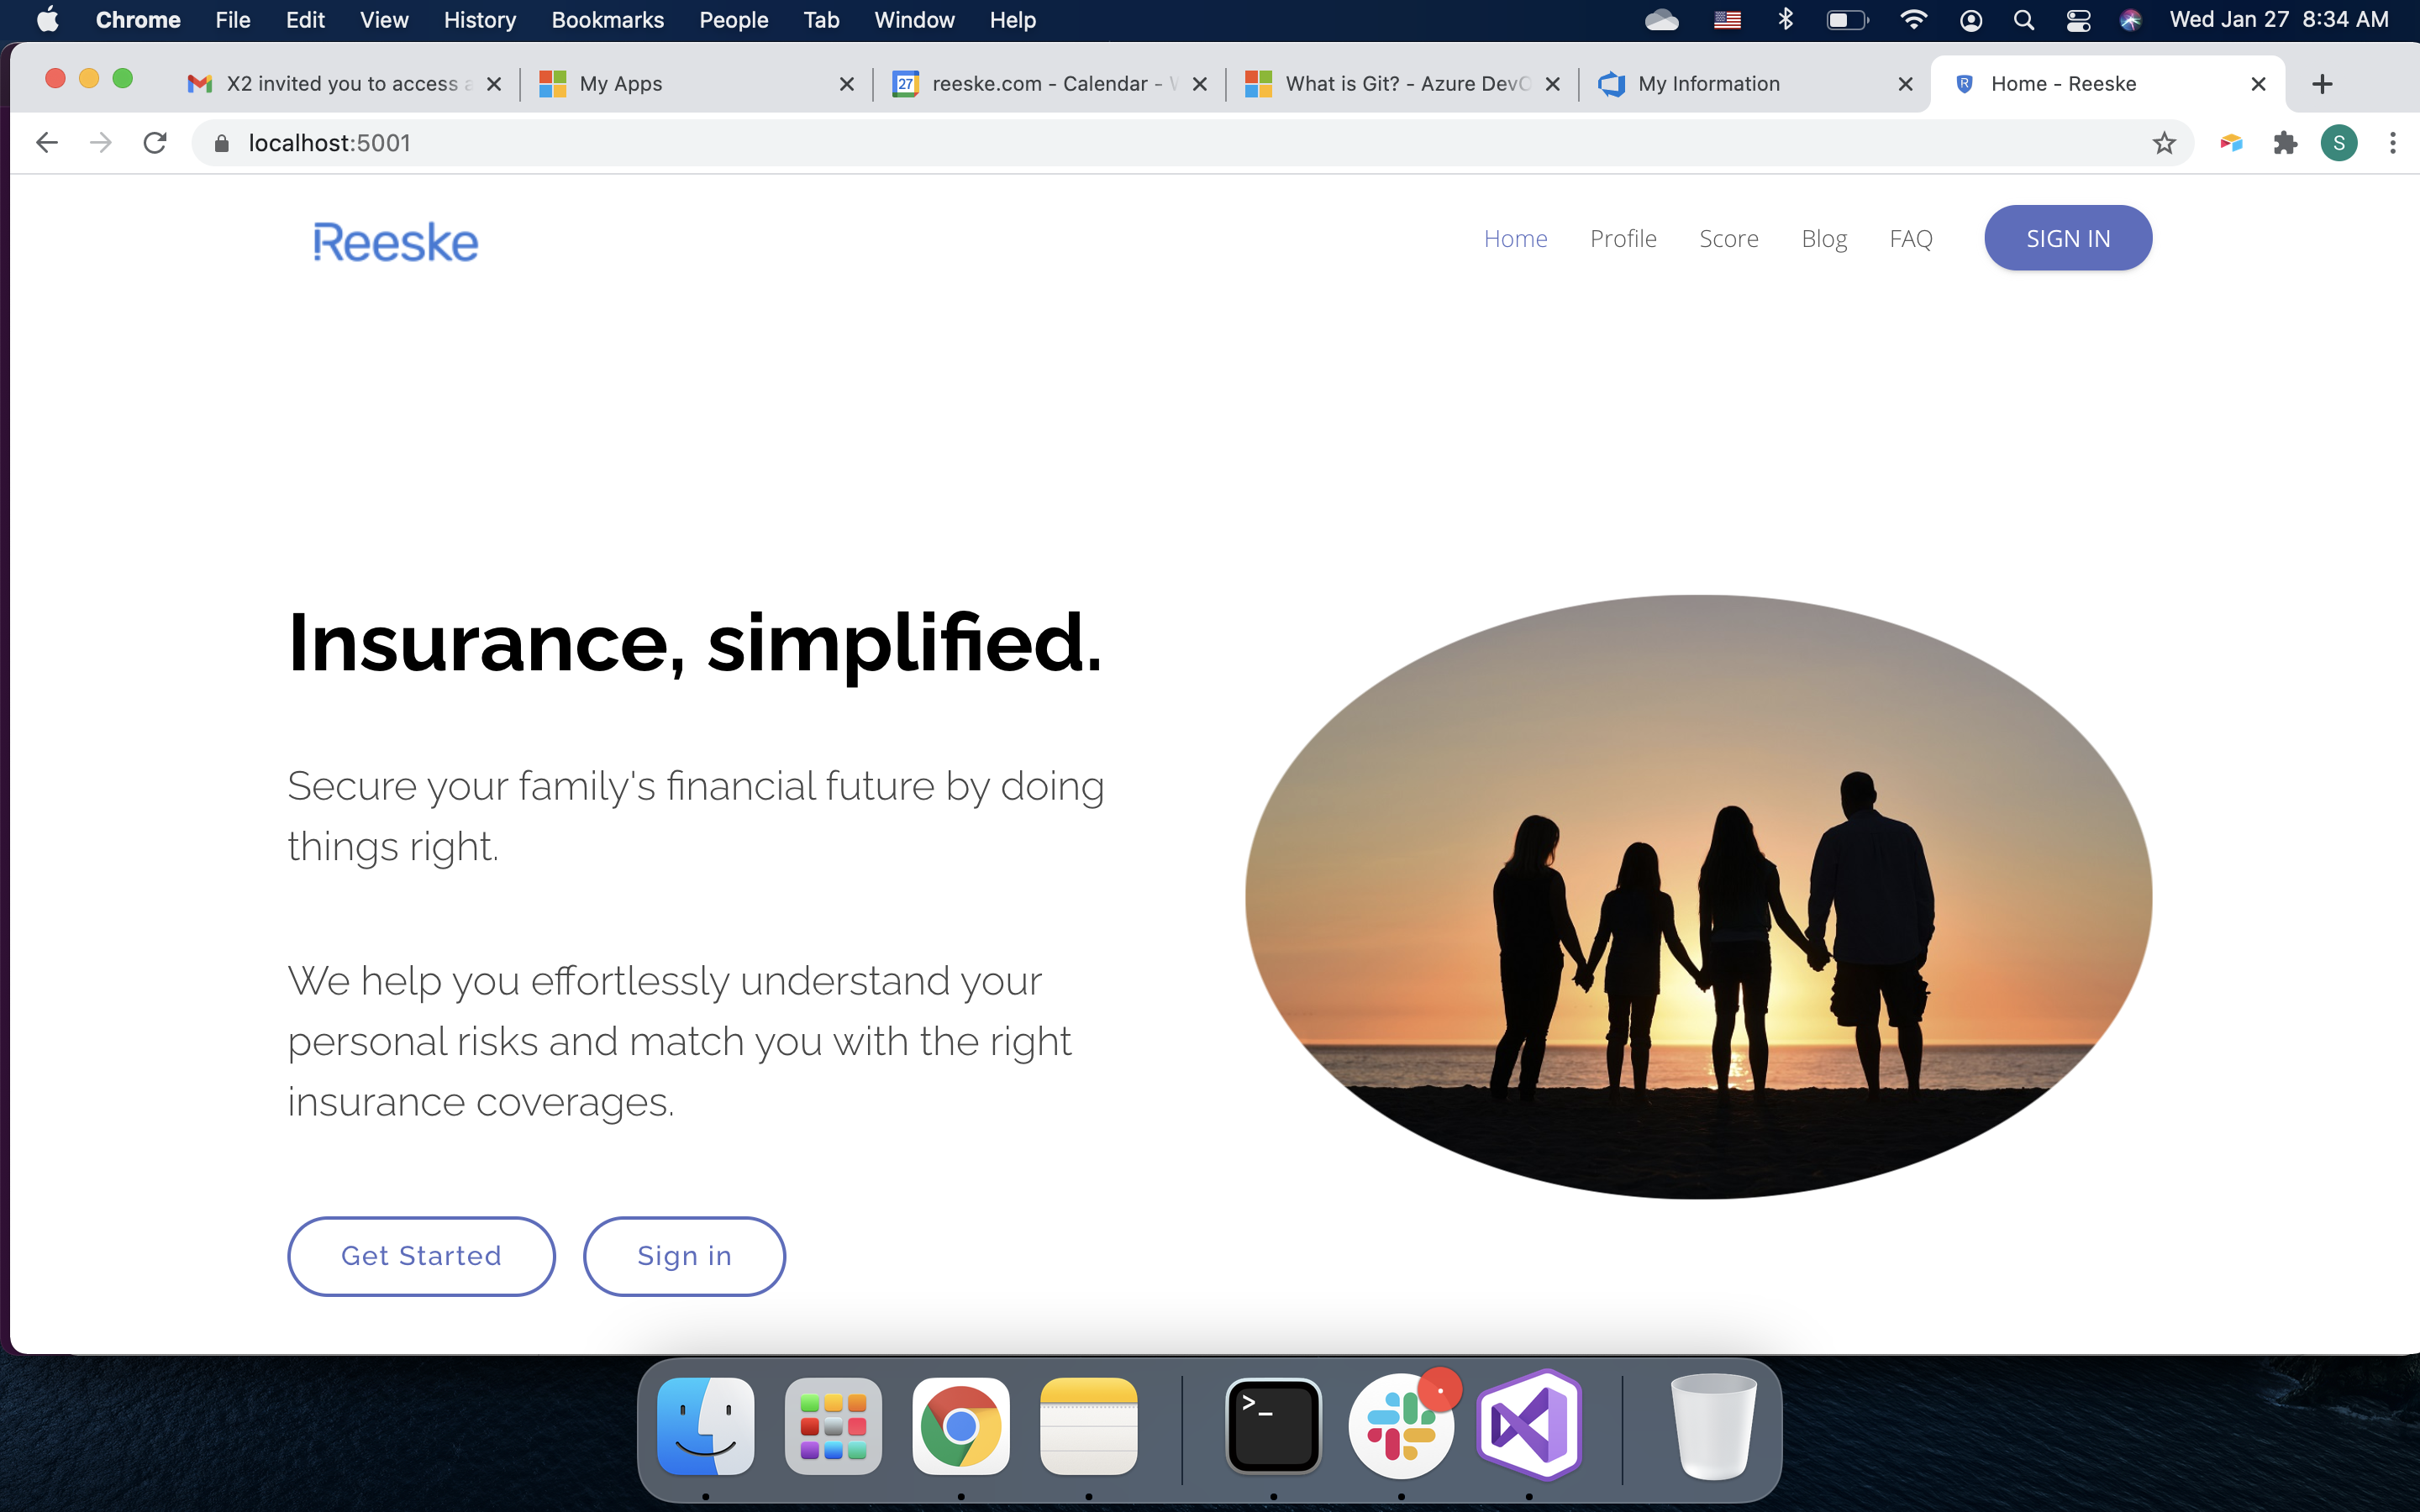 Chrome File Edit View History Bookmarks People Tab Window Help Wed Jan 27 8:34 AM
X2 invited you to access My Apps 27 reeske.com - Calendar - What is Git? - Azure My Information R Home - Reeske
localhost:5001 S
Reeske Home Profile Score Blog FAQ SIGN IN
Insurance, simplified.
Secure your family's financial future by doing
things right.
We help you effortlessly understand your
personal risks and match you with the right
insurance coverages.
Get Started Sign in
>_